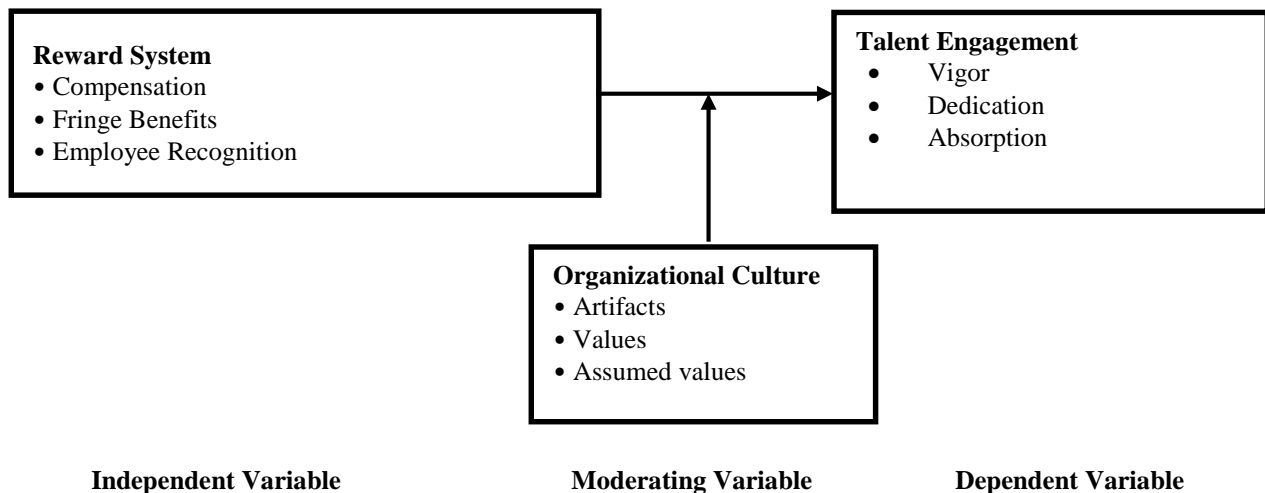 Reward System
• Compensation
• Fringe Benefits
• Employee Recognition
Talent Engagement
• Vigor
• Dedication
• Absorption
Organizational Culture
• Artifacts
• Values
• Assumed values
Independent Variable
Moderating Variable
Dependent Variable